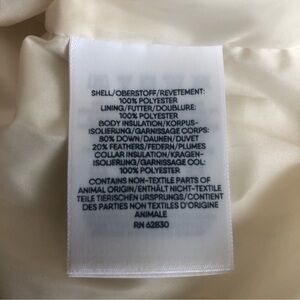 SHELL/OBERSTOFF/REVETEMENT:
100% POLYESTER
LINING/FUTTER/DOUBLURE:
100% POLYESTER
BODY INSULATION/KORPUS-
ISOLIERUNG/GARNISSAGE CORPS:
80% DOWN/DAUNEN/DUVET
20% FEATHERS/FEDERN/PLUMES
COLLAR INSULATION/KRAGEN-
ISOLIERUNG/GARNISSAGE COL:
100% POLYESTER
CONTAINS NON-TEXTILE PARTS OF
ANIMAL ORIGIN/ENTHÄLT NICHT-TEXTILE
TEILE TIERISCHEN URSPRUNGS/CONTIENT
DES PARTIES NON TEXTILES D'ORIGINE
ANIMALE
RN 62830